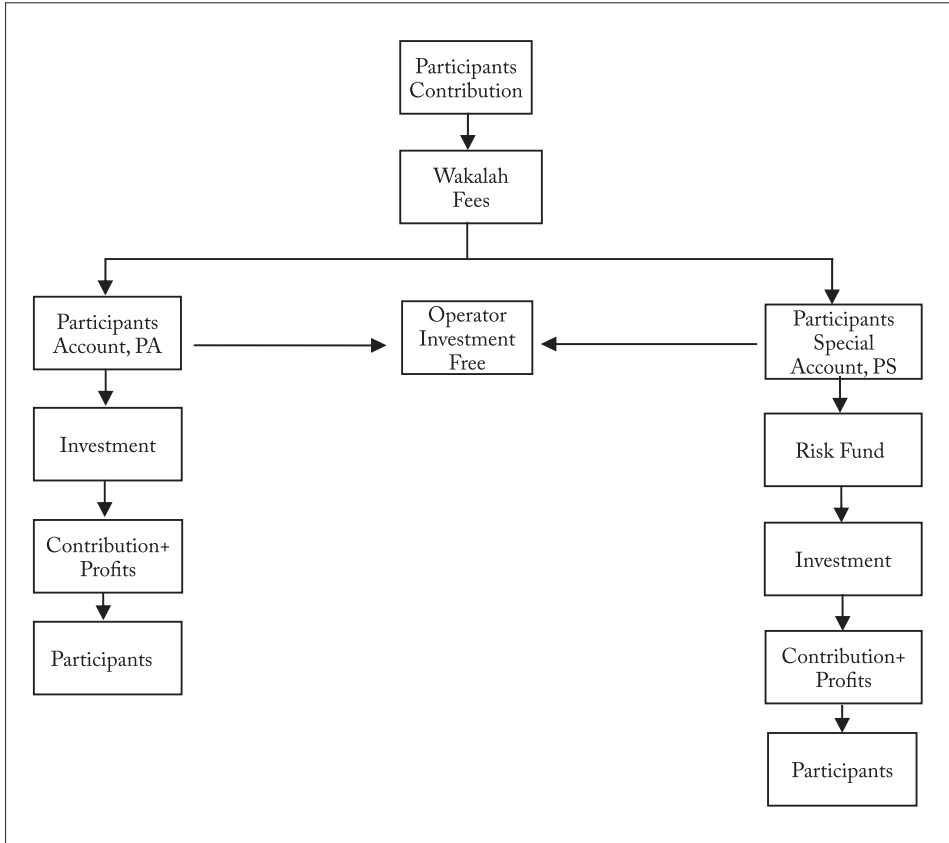 Participants
Contribution
Wakalah
Fees
Participants
Account, PA
Operator
Investment
Free
Participants
Special
Account, PS
Investment
Risk Fund
Contribution+
Profits
Investment
Participants
Contribution+
Profits
Participants